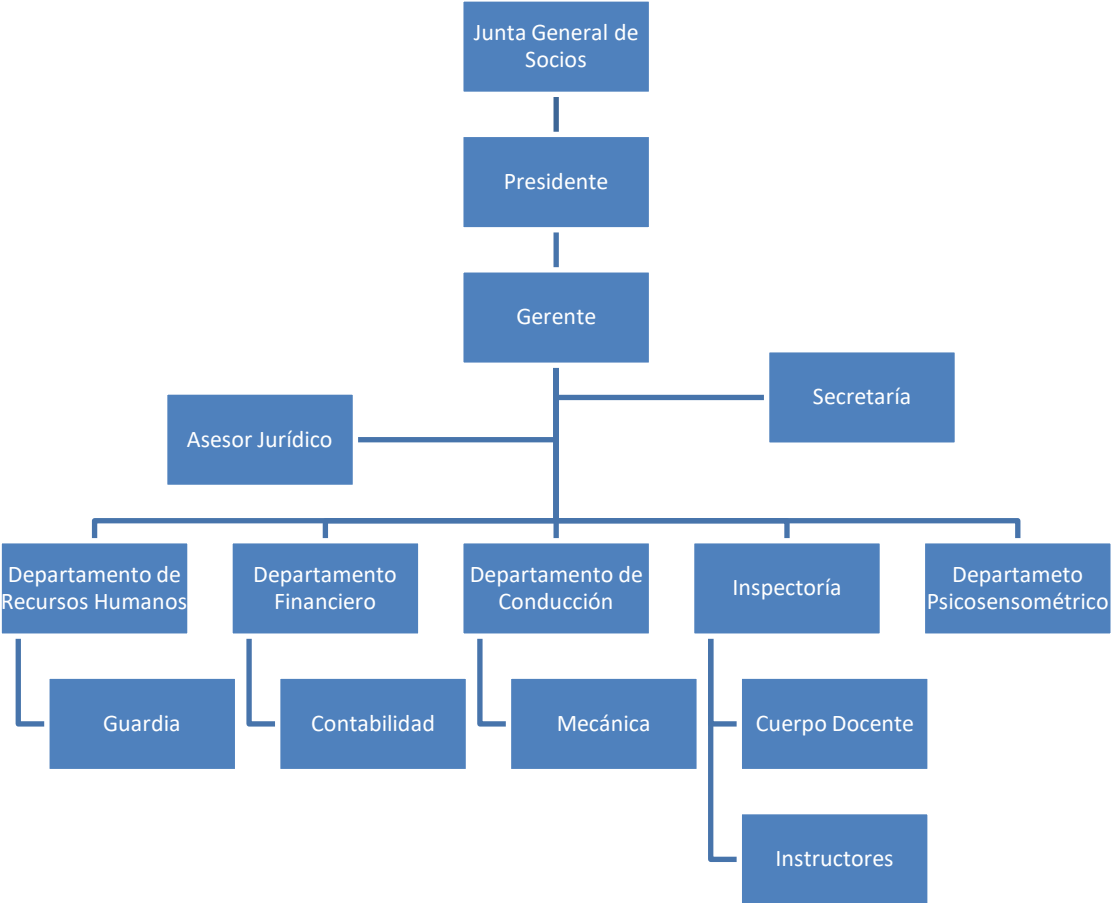 Junta General de
Socios
Presidente
Gerente
Secretaría
Asesor Jurídico
Departamento de
Recursos Humanos
Departamento
Financiero
Departamento de
Conducción
Inspectoría
Departameto
Psicosensométrico
Guardia
Contabilidad
Mecánica
Cuerpo Docente
Instructores